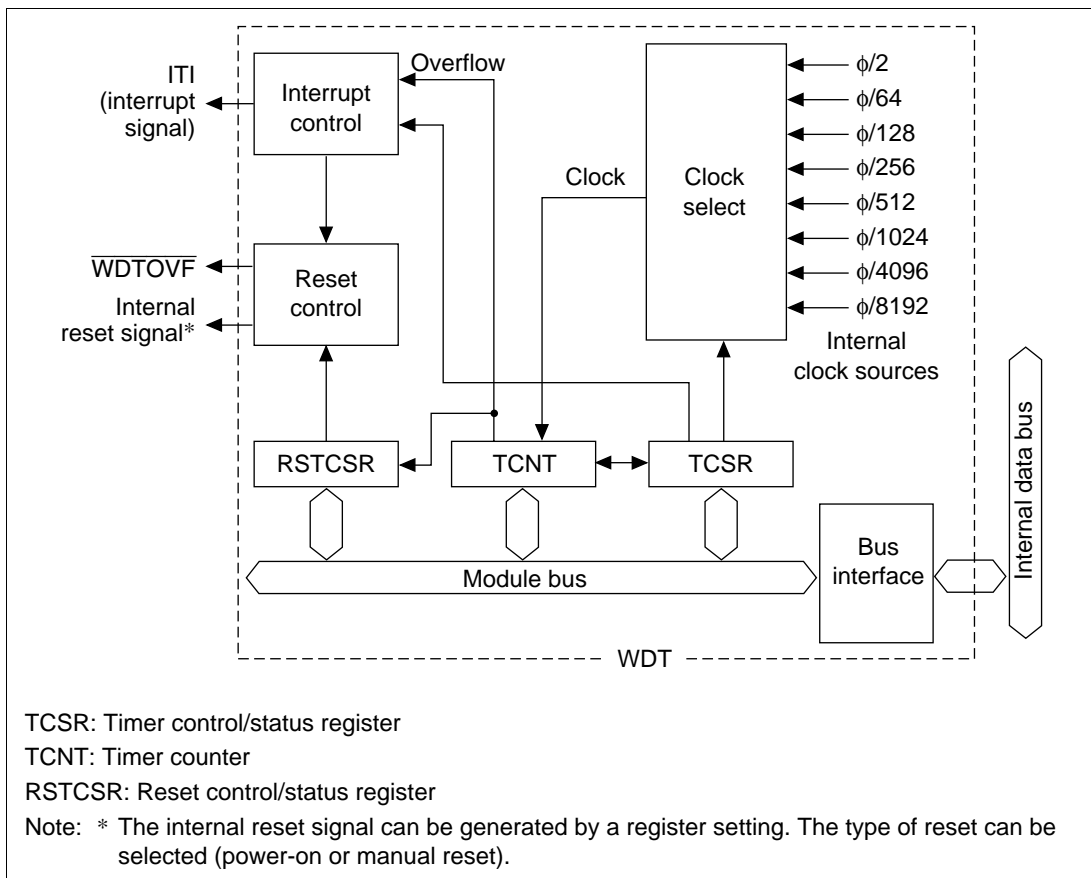 ITI
(interrupt
signal)
Interrupt
control
Overflow
Clock
Clock
select
ϕ/2
ϕ/64
ϕ/128
ϕ/256
ϕ/512
ϕ/1024
ϕ/4096
ϕ/8192
Internal
clock sources
WDTOVF
Internal
reset signal*
Reset
control
RSTCSR
TCNT
TCSR
Module bus
Bus
interface
Internal data bus
WDT
TCSR: Timer control/status register
TCNT: Timer counter
RSTCSR: Reset control/status register
Note: * The internal reset signal can be generated by a register setting. The type of reset can be
selected (power-on or manual reset).